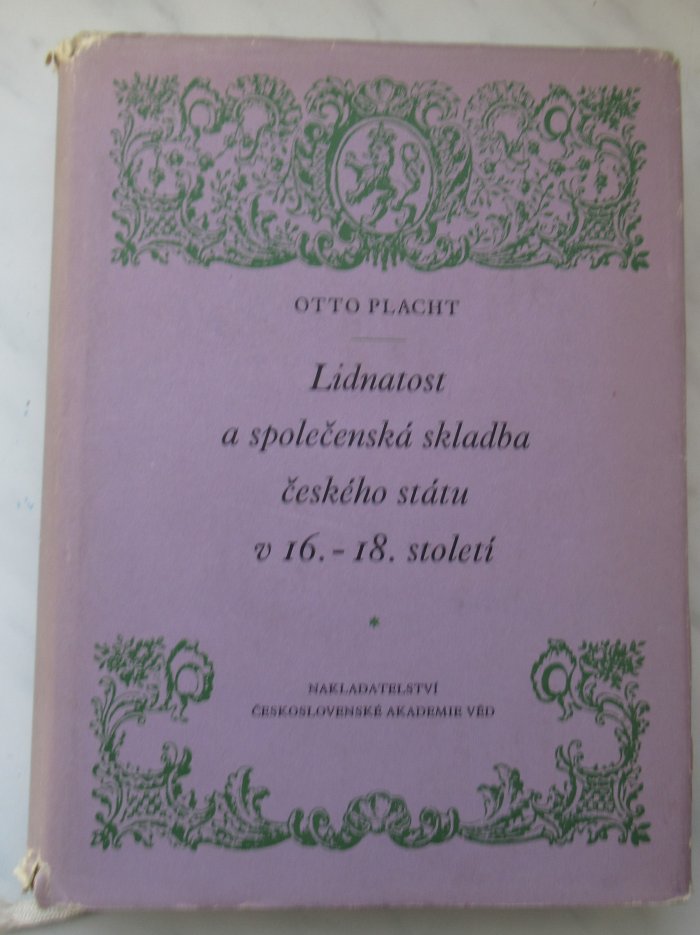 OTTO PLACHT
Lidnatost
a společenská skladba
českého státu
v 16. - 18. století
*
NAKLADATELSTVÍ
ČESKOSLOVENSKÉ AKADEMIE VĚD